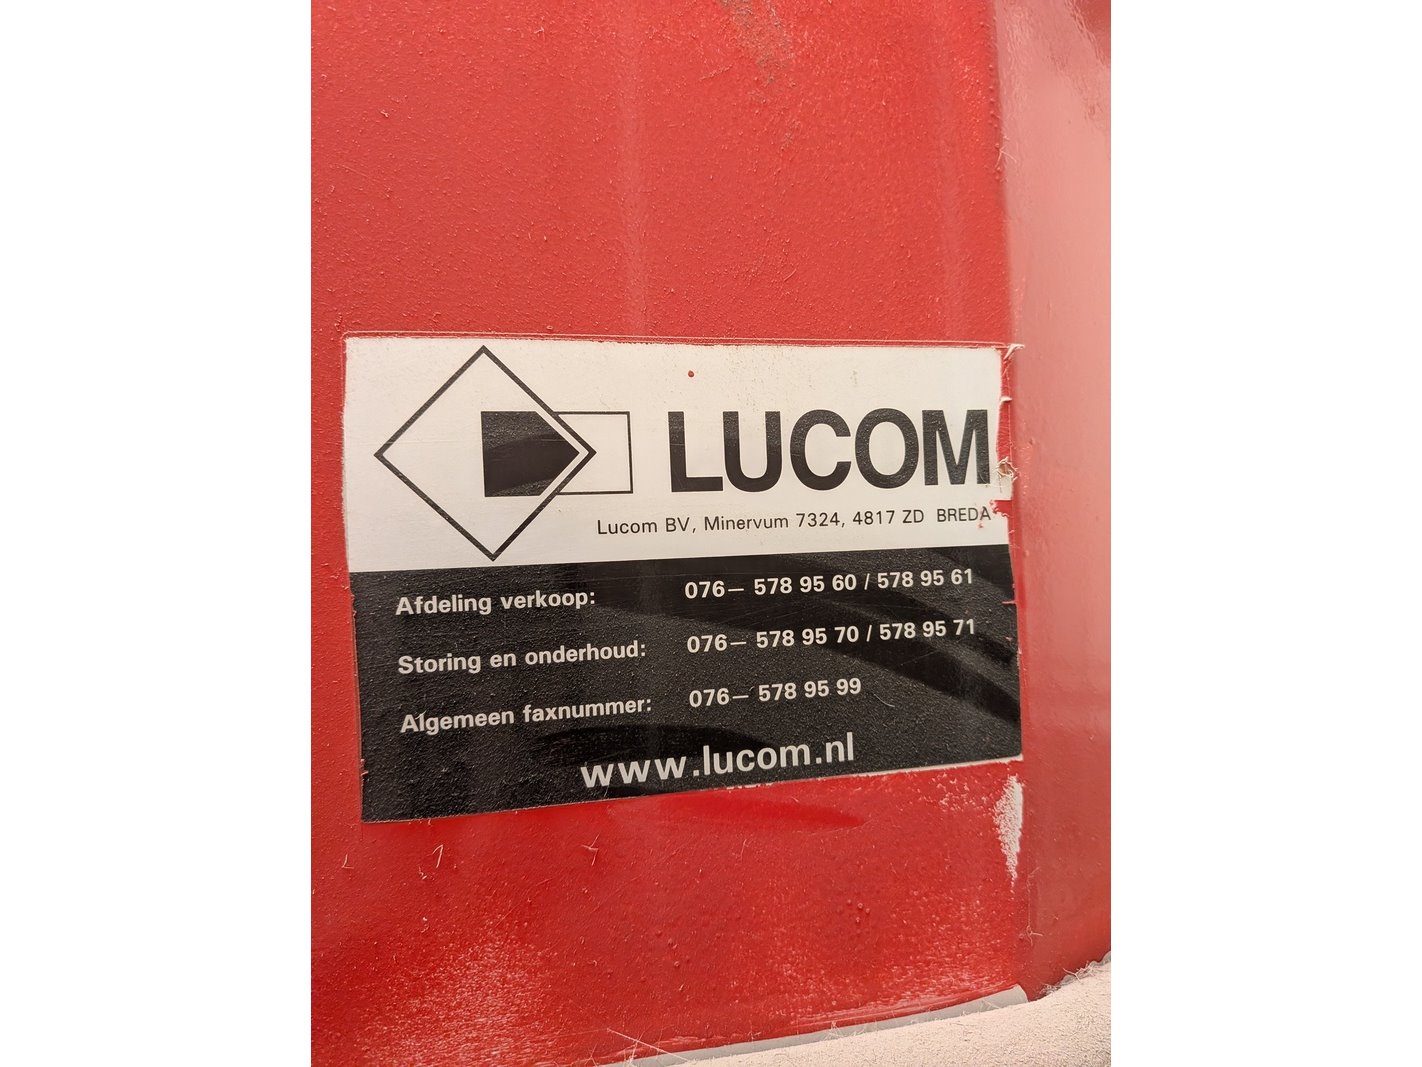 LUCOM
Lucom BV, Minervum 7324, 4817 ZD BREDA
Afdeling verkoop: 076— 578 95 60 / 578 95 61
Storing en onderhoud: 076— 578 95 70 / 578 95 71
Algemeen faxnummer: 076— 578 95 99
www.lucom.nl